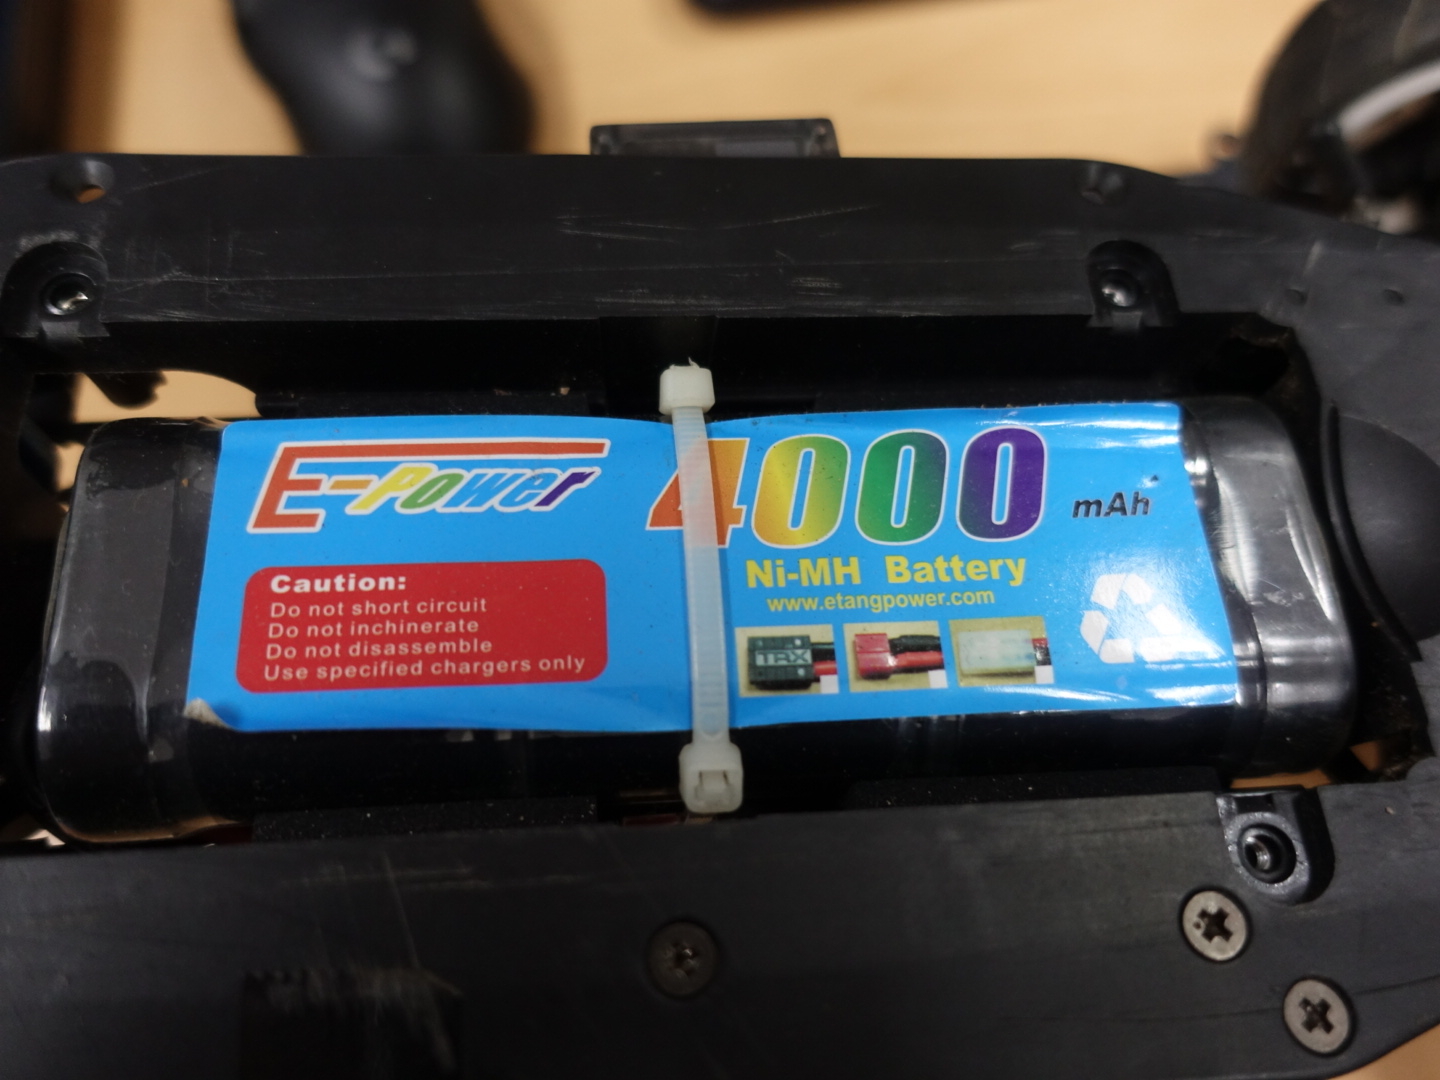 E-Power
4000 mAh
Ni-MH Battery
www.etangpower.com
TRX
Caution:
Do not short circuit
Do not inchinerate
Do not disassemble
Use specified chargers only